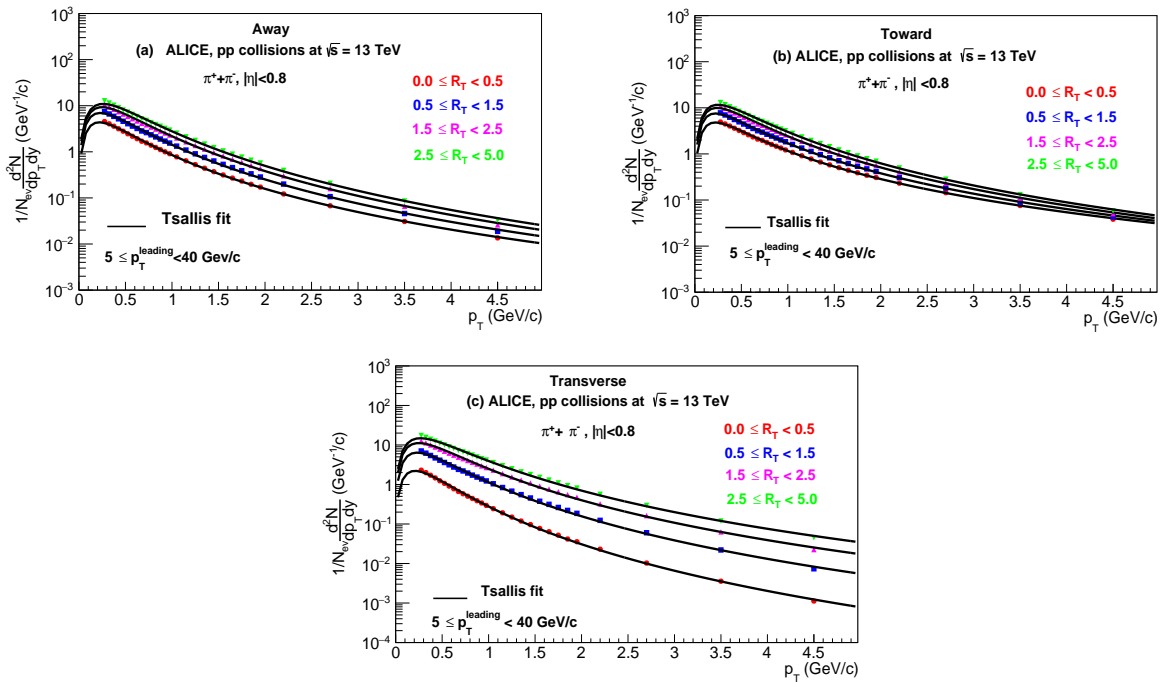 Away
(a) ALICE, pp collisions at √s = 13 TeV
π⁺+π⁻, |η|<0.8
0.0 ≤ R_T < 0.5
0.5 ≤ R_T < 1.5
1.5 ≤ R_T < 2.5
2.5 ≤ R_T < 5.0
Tsallis fit
5 ≤ p_T^leading <40 Gev/c
1/N_ev d²N/dp_T dy (GeV⁻¹/c)
10³
10²
10
1
10⁻¹
10⁻²
10⁻³
0 0.5 1 1.5 2 2.5 3 3.5 4 4.5
p_T (GeV/c)
Toward
(b) ALICE, pp collisions at √s = 13 TeV
π⁺+π⁻, |η| <0.8
0.0 ≤ R_T < 0.5
0.5 ≤ R_T < 1.5
1.5 ≤ R_T < 2.5
2.5 ≤ R_T < 5.0
Tsallis fit
5 ≤ p_T^leading < 40 GeV/c
1/N_ev d²N/dp_T dy (GeV⁻¹/c)
10³
10²
10
1
10⁻¹
10⁻²
10⁻³
0 0.5 1 1.5 2 2.5 3 3.5 4 4.5
p_T (GeV/c)
Transverse
(c) ALICE, pp collisions at √s = 13 TeV
π⁺+ π⁻, |η|<0.8
0.0 ≤ R_T < 0.5
0.5 ≤ R_T < 1.5
1.5 ≤ R_T < 2.5
2.5 ≤ R_T < 5.0
Tsallis fit
5 ≤ p_T^leading < 40 GeV/c
1/N_ev d²N/dp_T dy (GeV⁻¹/c)
10³
10²
10
1
10⁻¹
10⁻²
10⁻³
10⁻⁴
0 0.5 1 1.5 2 2.5 3 3.5 4 4.5
p_T (GeV/c)